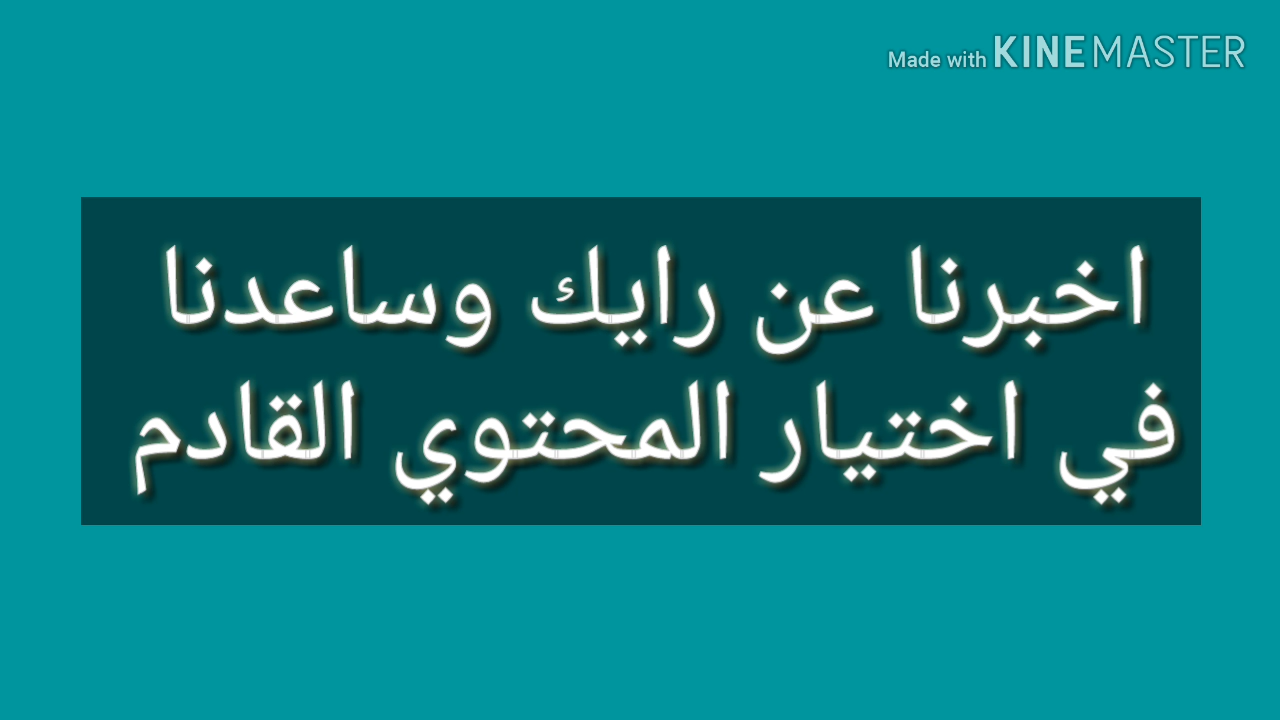 Made with KINEMASTER
اخبرنا عن رايك وساعدنا
في اختيار المحتوي القادم